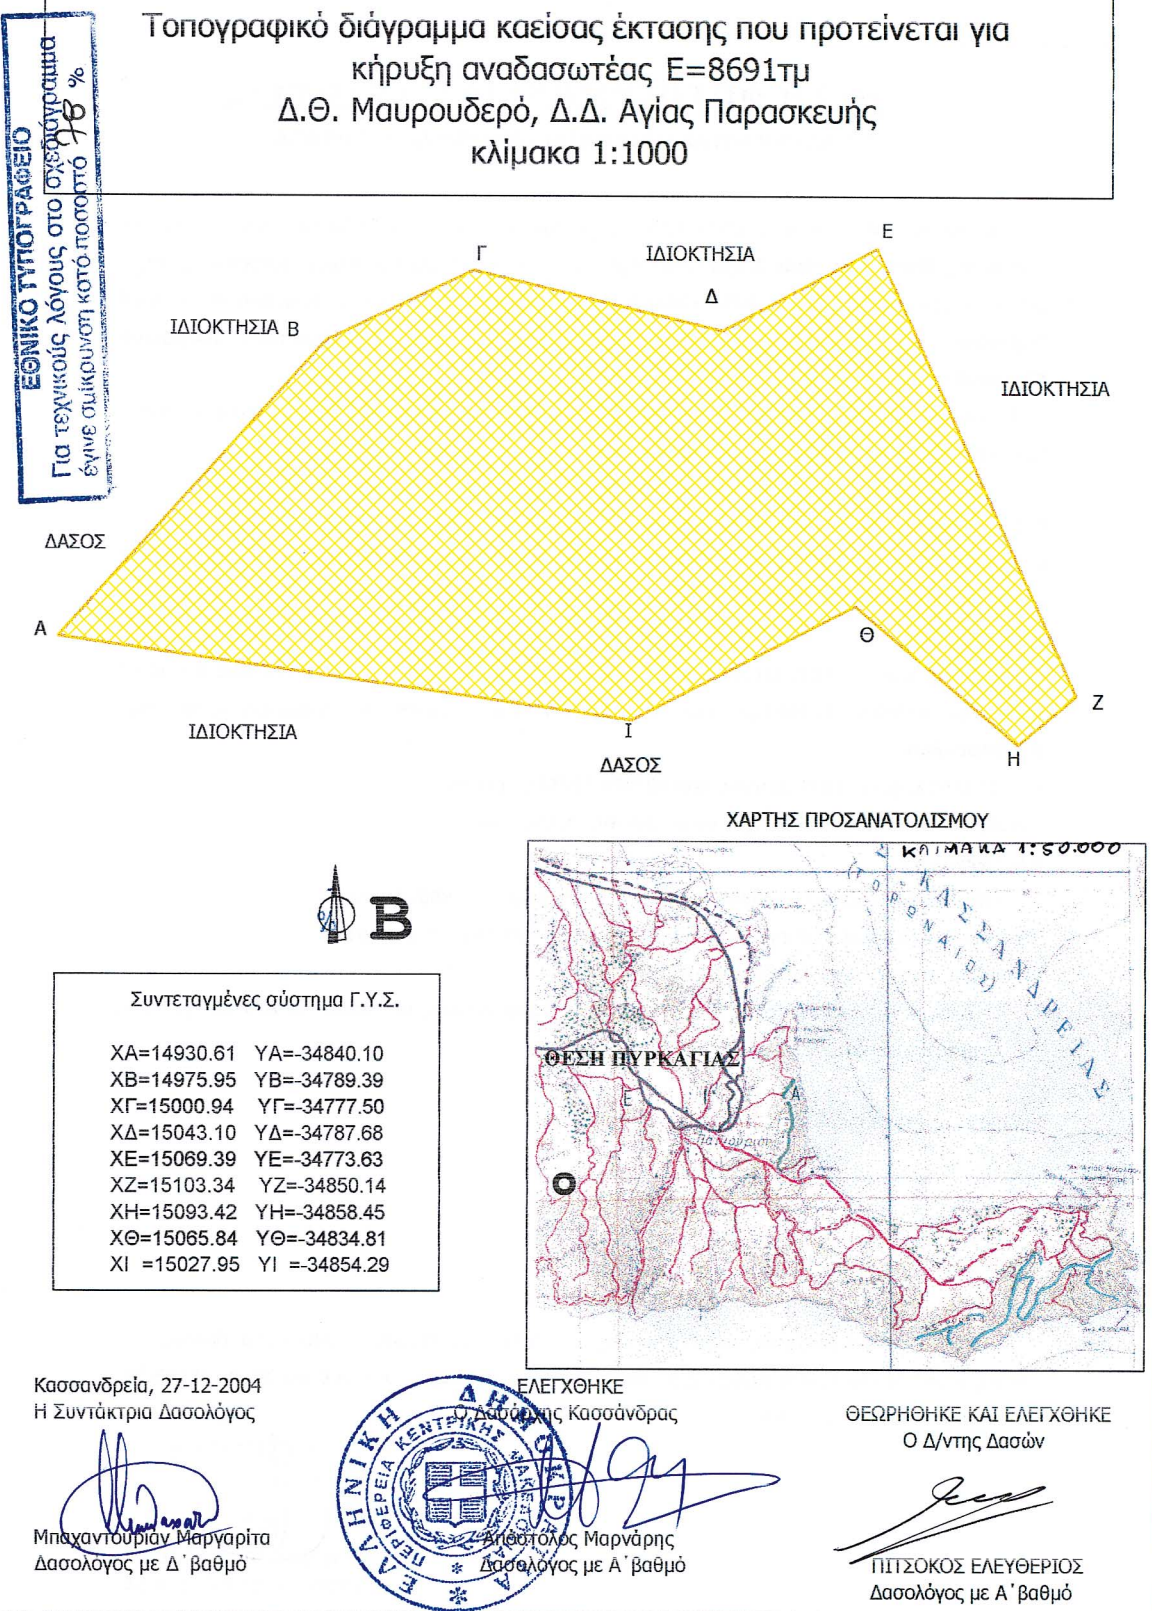 Τοπογραφικό διάγραμμα καείσας έκτασης που προτείνεται για
κήρυξη αναδασωτέας Ε=8691τμ
Δ.Θ. Μαυρουδερό, Δ.Δ. Αγίας Παρασκευής
κλίμακα 1:1000
ΕΘΝΙΚΟ ΤΥΠΟΓΡΑΦΕΙΟ
Για τεχνικούς λόγους στο σχεδιάγραμμα
έγινε σμίκρυνση κατά ποσοστό 78 %
Ε
Γ
ΙΔΙΟΚΤΗΣΙΑ
Δ
ΙΔΙΟΚΤΗΣΙΑ Β
ΙΔΙΟΚΤΗΣΙΑ
ΔΑΣΟΣ
Α
Θ
Ζ
ΙΔΙΟΚΤΗΣΙΑ
Ι
Η
ΔΑΣΟΣ
ΧΑΡΤΗΣ ΠΡΟΣΑΝΑΤΟΛΙΣΜΟΥ
ΚΛΙΜΑΚΑ 1:50.000
ΚΑΣΣΑΝΔΡΕΙΑΣ
(ΤΟΡΩΝΑΙΟΣ)
ΘΕΣΗ ΠΥΡΚΑΓΙΑΣ
Β
Συντεταγμένες σύστημα Γ.Υ.Σ.
ΧΑ=14930.61 ΥΑ=-34840.10
ΧΒ=14975.95 ΥΒ=-34789.39
ΧΓ=15000.94 ΥΓ=-34777.50
ΧΔ=15043.10 ΥΔ=-34787.68
ΧΕ=15069.39 ΥΕ=-34773.63
ΧΖ=15103.34 ΥΖ=-34850.14
ΧΗ=15093.42 ΥΗ=-34858.45
ΧΘ=15065.84 ΥΘ=-34834.81
ΧΙ =15027.95 ΥΙ =-34854.29
Κασσανδρεία, 27-12-2004
Η Συντάκτρια Δασολόγος
Μπαχαντουριάν Μαργαρίτα
Δασολόγος με Δ΄βαθμό
ΕΛΕΓΧΘΗΚΕ
Ο Δασάρχης Κασσάνδρας
Απόστολος Μαρνάρης
Δασολόγος με Α΄βαθμό
ΕΛΛΗΝΙΚΗ ΔΗΜΟΚΡΑΤΙΑ
ΠΕΡΙΦΕΡΕΙΑ ΚΕΝΤΡΙΚΗΣ ΜΑΚΕΔΟΝΙΑΣ
ΘΕΩΡΗΘΗΚΕ ΚΑΙ ΕΛΕΓΧΘΗΚΕ
Ο Δ/ντης Δασών
ΠΙΤΣΟΚΟΣ ΕΛΕΥΘΕΡΙΟΣ
Δασολόγος με Α΄βαθμό